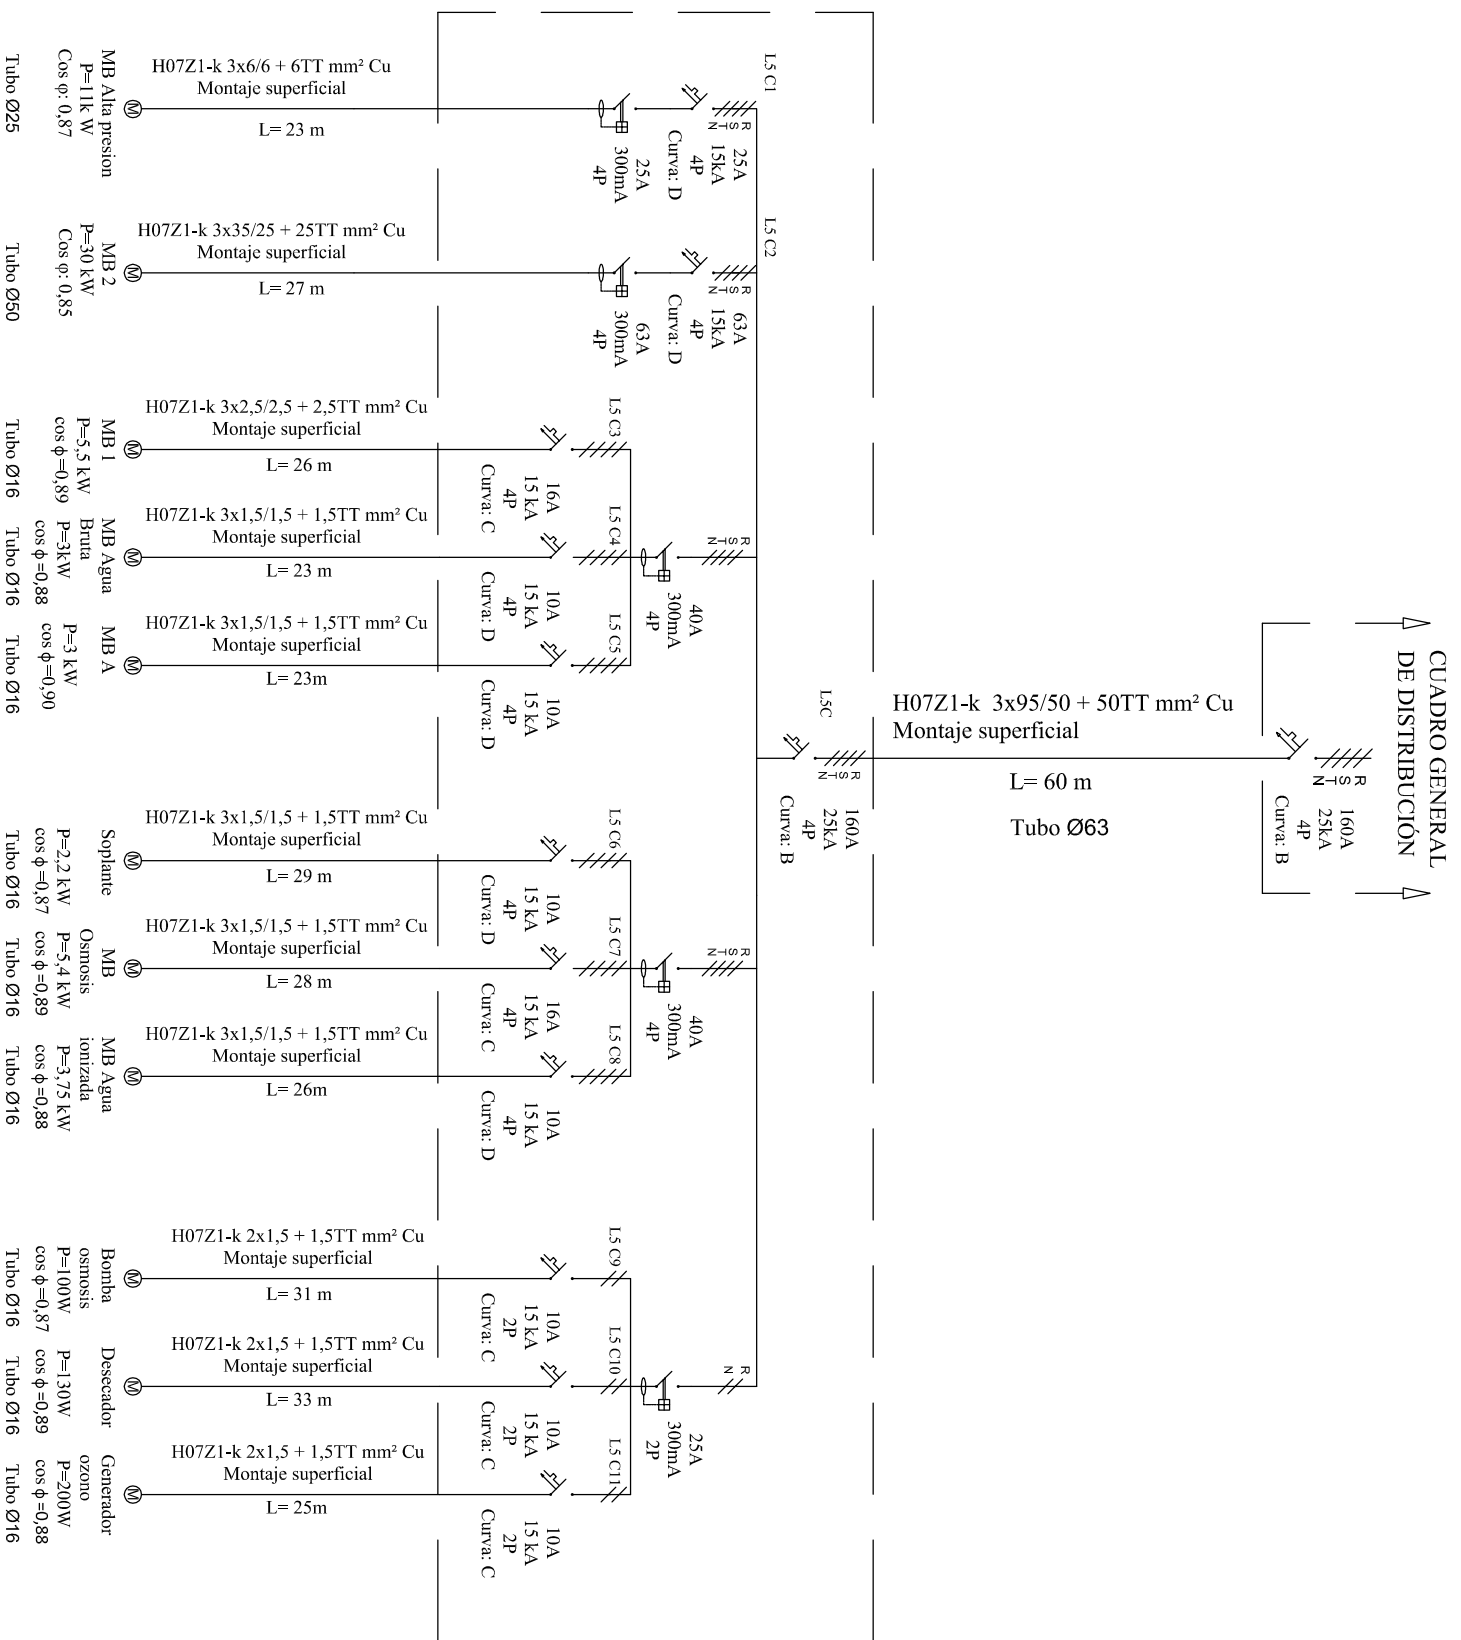 CUADRO GENERAL
DE DISTRIBUCIÓN
R
S
T
N
160A
25kA
4P
Curva: B
H07Z1-k 3x95/50 + 50TT mm² Cu
Montaje superficial
L= 60 m
Tubo Ø63
L5C
R
S
T
N
160A
25kA
4P
Curva: B
L5 C1
R
S
T
N
25A
15kA
4P
Curva: D
25A
300mA
4P
H07Z1-k 3x6/6 + 6TT mm² Cu
Montaje superficial
L= 23 m
MB Alta presion
P=11k W
Cos φ: 0,87
Tubo Ø25
L5 C2
R
S
T
N
63A
15kA
4P
Curva: D
63A
300mA
4P
H07Z1-k 3x35/25 + 25TT mm² Cu
Montaje superficial
L= 27 m
MB 2
P=30 kW
Cos φ: 0,85
Tubo Ø50
R
S
T
N
40A
300mA
4P
L5 C3
16A
15 kA
4P
Curva: C
H07Z1-k 3x2,5/2,5 + 2,5TT mm² Cu
Montaje superficial
L= 26 m
MB 1
P=5,5 kW
cos ϕ=0,89
Tubo Ø16
L5 C4
10A
15 kA
4P
Curva: D
H07Z1-k 3x1,5/1,5 + 1,5TT mm² Cu
Montaje superficial
L= 23 m
MB Agua
Bruta
P=3kW
cos ϕ=0,88
Tubo Ø16
L5 C5
10A
15 kA
4P
Curva: D
H07Z1-k 3x1,5/1,5 + 1,5TT mm² Cu
Montaje superficial
L= 23m
MB A
P=3 kW
cos ϕ=0,90
Tubo Ø16
R
S
T
N
40A
300mA
4P
L5 C6
10A
15 kA
4P
Curva: D
H07Z1-k 3x1,5/1,5 + 1,5TT mm² Cu
Montaje superficial
L= 29 m
Soplante
P=2,2 kW
cos ϕ=0,87
Tubo Ø16
L5 C7
16A
15 kA
4P
Curva: C
H07Z1-k 3x1,5/1,5 + 1,5TT mm² Cu
Montaje superficial
L= 28 m
MB
Osmosis
P=5,4 kW
cos ϕ=0,89
Tubo Ø16
L5 C8
10A
15 kA
4P
Curva: D
H07Z1-k 3x1,5/1,5 + 1,5TT mm² Cu
Montaje superficial
L= 26m
MB Agua
ionizada
P=3,75 kW
cos ϕ=0,88
Tubo Ø16
R
N
25A
300mA
2P
L5 C9
10A
15 kA
2P
Curva: C
H07Z1-k 2x1,5 + 1,5TT mm² Cu
Montaje superficial
L= 31 m
Bomba
osmosis
P=100W
cos ϕ=0,87
Tubo Ø16
L5 C10
10A
15 kA
2P
Curva: C
H07Z1-k 2x1,5 + 1,5TT mm² Cu
Montaje superficial
L= 33 m
Desecador
P=130W
cos ϕ=0,89
Tubo Ø16
L5 C11
10A
15 kA
2P
Curva: C
H07Z1-k 2x1,5 + 1,5TT mm² Cu
Montaje superficial
L= 25m
Generador
ozono
P=200W
cos ϕ=0,88
Tubo Ø16
M
M
M
M
M
M
M
M
M
M
M